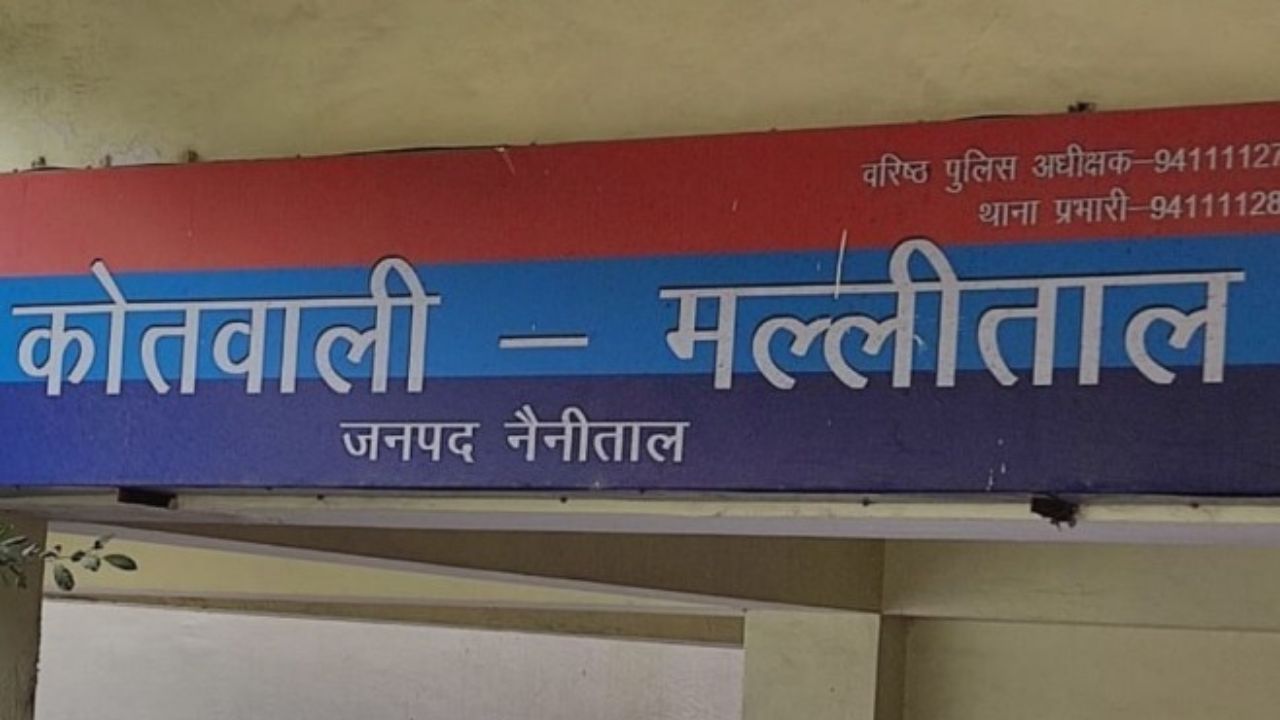 वरिष्ठ पुलिस अधीक्षक–94111127
थाना प्रभारी–94111128
कोतवाली – मल्लीताल
जनपद नैनीताल